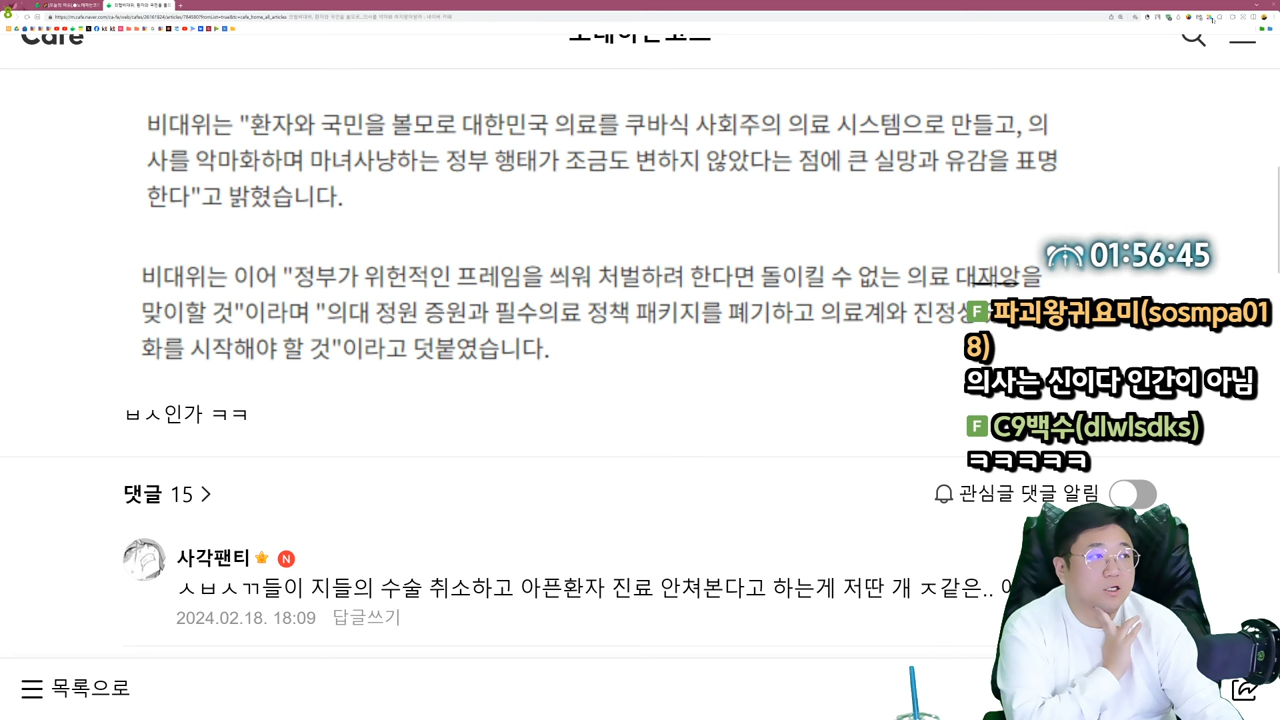 Cafe
비대위는 "환자와 국민을 볼모로 대한민국 의료를 쿠바식 사회주의 의료 시스템으로 만들고, 의
사를 악마화하며 마녀사냥하는 정부 행태가 조금도 변하지 않았다는 점에 큰 실망과 유감을 표명
한다"고 밝혔습니다.
01:56:45
비대위는 이어 "정부가 위헌적인 프레임을 씌워 처벌하려 한다면 돌이킬 수 없는 의료 대재앙을
맞이할 것"이라며 "의대 정원 증원과 필수의료 정책 패키지를 폐기하고 의료계와
화를 시작해야 할 것"이라고 덧붙였습니다.
F 파괴왕귀요미(sosmpa01
8)
의사는 신이다 인간이 아님
F C9백수(dlwlsdks)
ㅋㅋㅋㅋㅋ
ㅂㅅ인가 ㅋㅋ
댓글 15
관심글 댓글 알림
사각팬티 N
ㅅㅂㅅㄲ들이 지들의 수술 취소하고 아픈환자 진료 안쳐본다고 하는게 저딴 개 ㅈ같은..
2024.02.18. 18:09 답글쓰기
목록으로